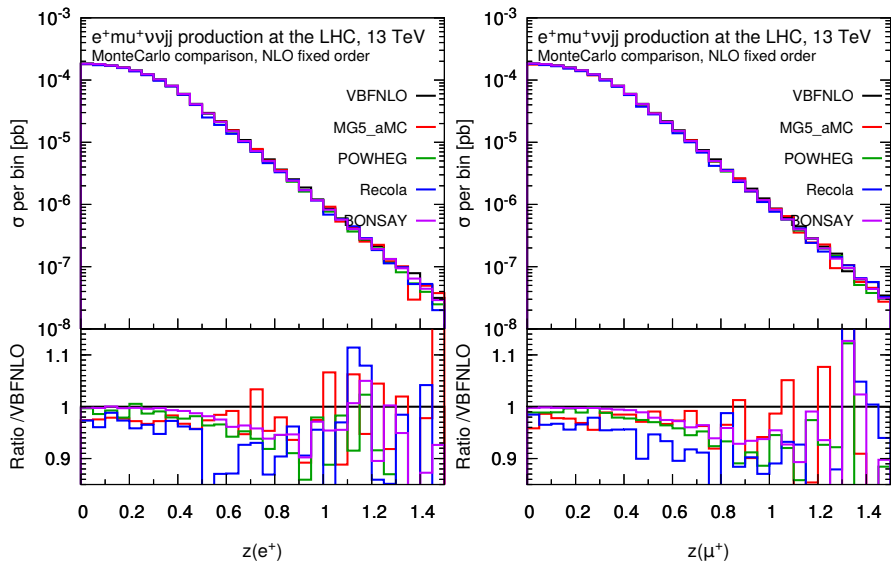 e⁺mu⁺ννjj production at the LHC, 13 TeV
MonteCarlo comparison, NLO fixed order
VBFNLO
MG5_aMC
POWHEG
Recola
BONSAY
σ per bin [pb]
10⁻³
10⁻⁴
10⁻⁵
10⁻⁶
10⁻⁷
10⁻⁸
Ratio /VBFNLO
1.1
1
0.9
0 0.2 0.4 0.6 0.8 1 1.2 1.4
z(e⁺)
e⁺mu⁺ννjj production at the LHC, 13 TeV
MonteCarlo comparison, NLO fixed order
VBFNLO
MG5_aMC
POWHEG
Recola
BONSAY
σ per bin [pb]
10⁻³
10⁻⁴
10⁻⁵
10⁻⁶
10⁻⁷
10⁻⁸
Ratio /VBFNLO
1.1
1
0.9
0 0.2 0.4 0.6 0.8 1 1.2 1.4
z(μ⁺)